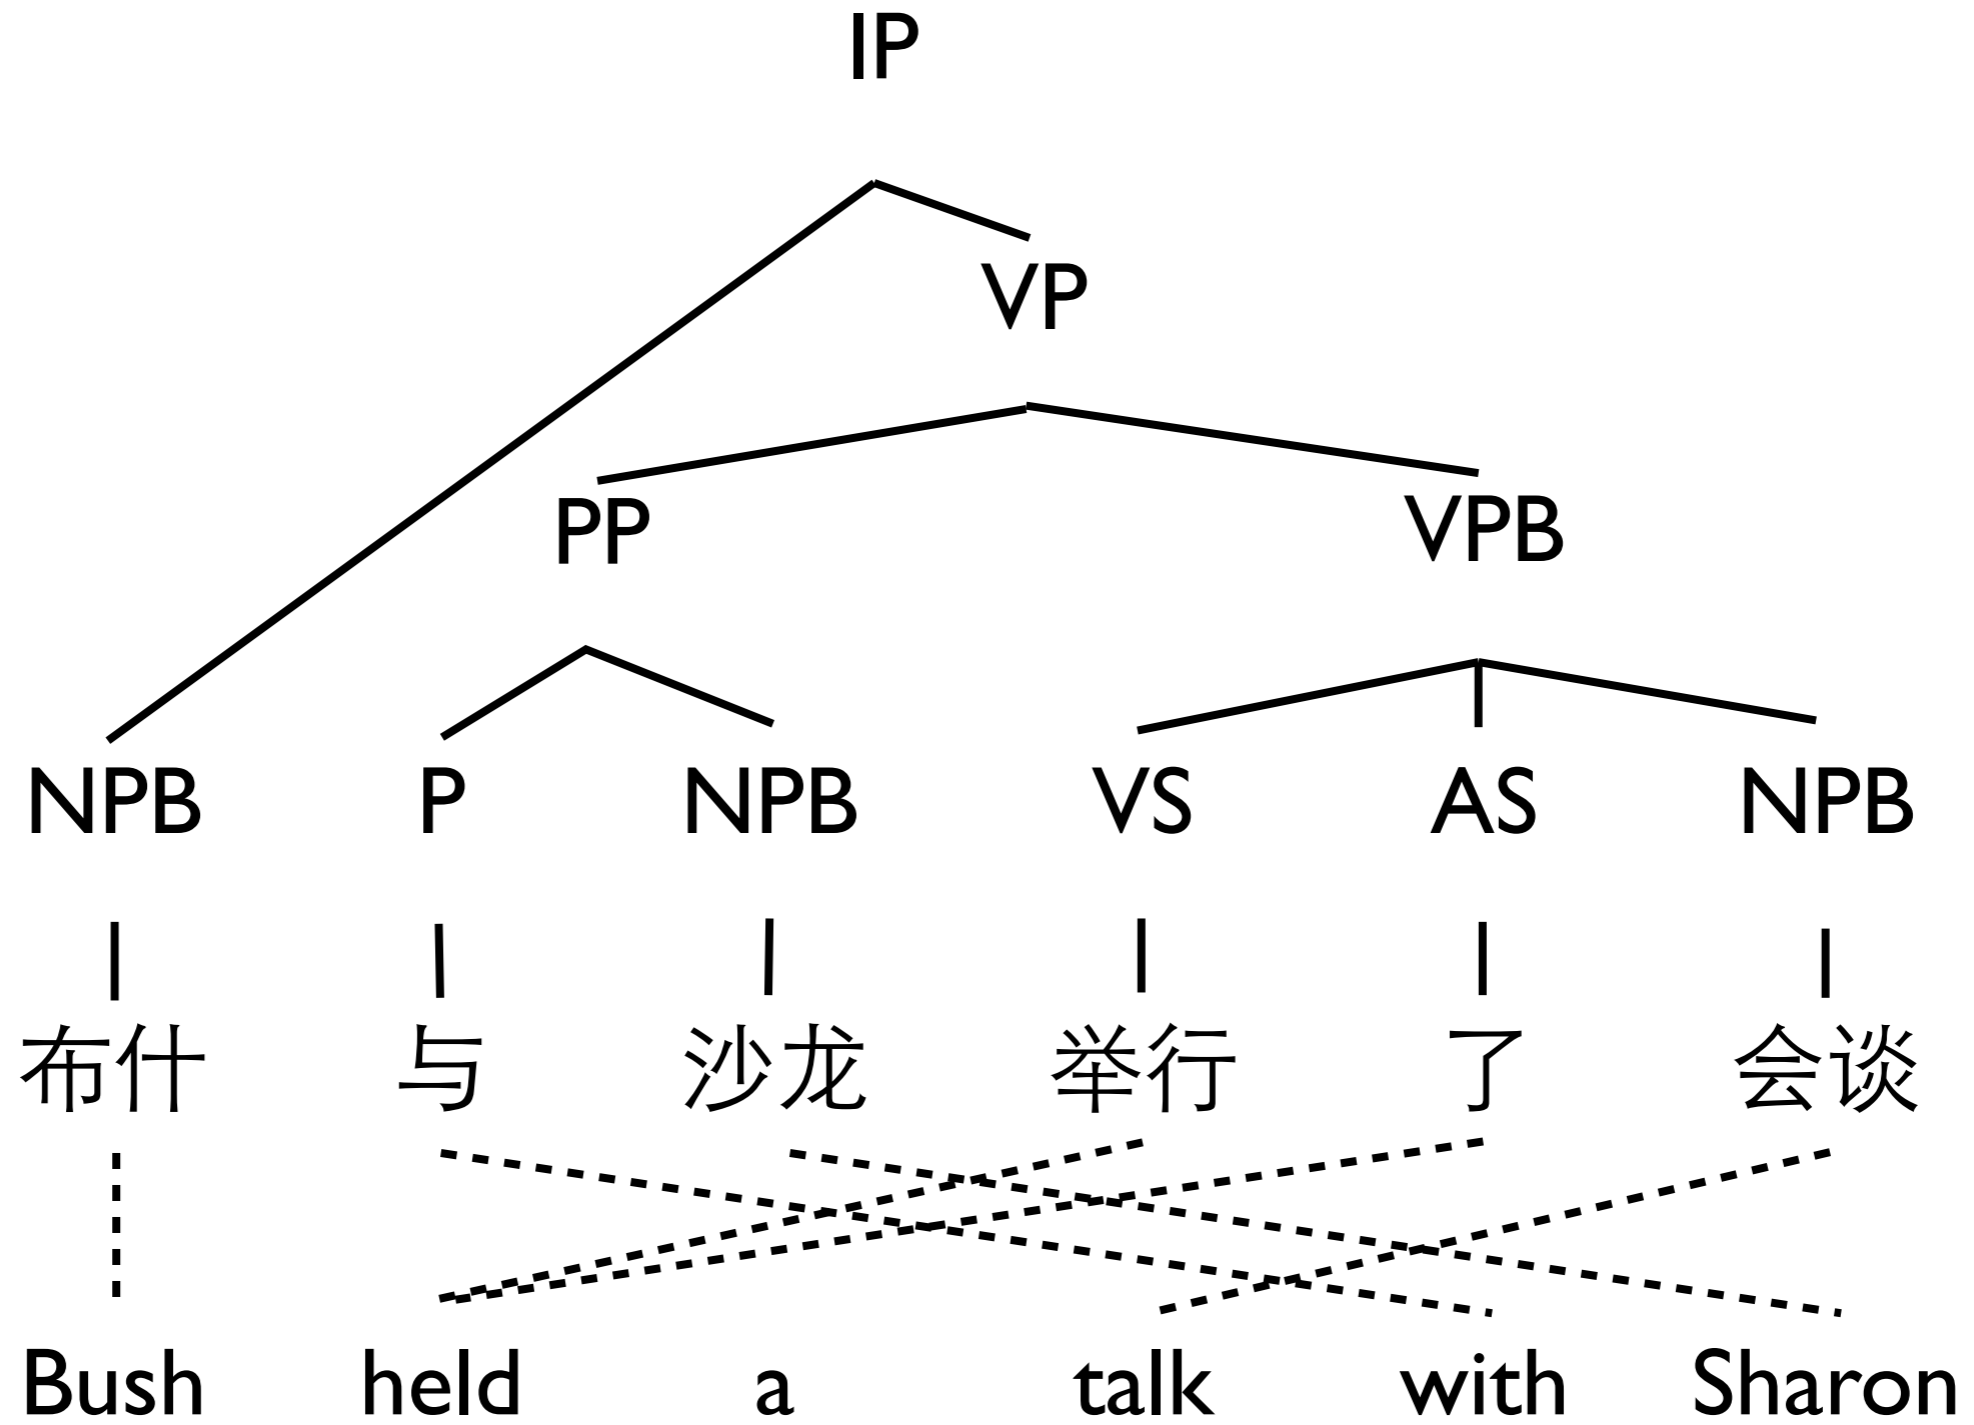 IP
VP
PP VPB
NPB P NPB VS AS NPB
布什 与 沙龙 举行 了 会谈
Bush held a talk with Sharon